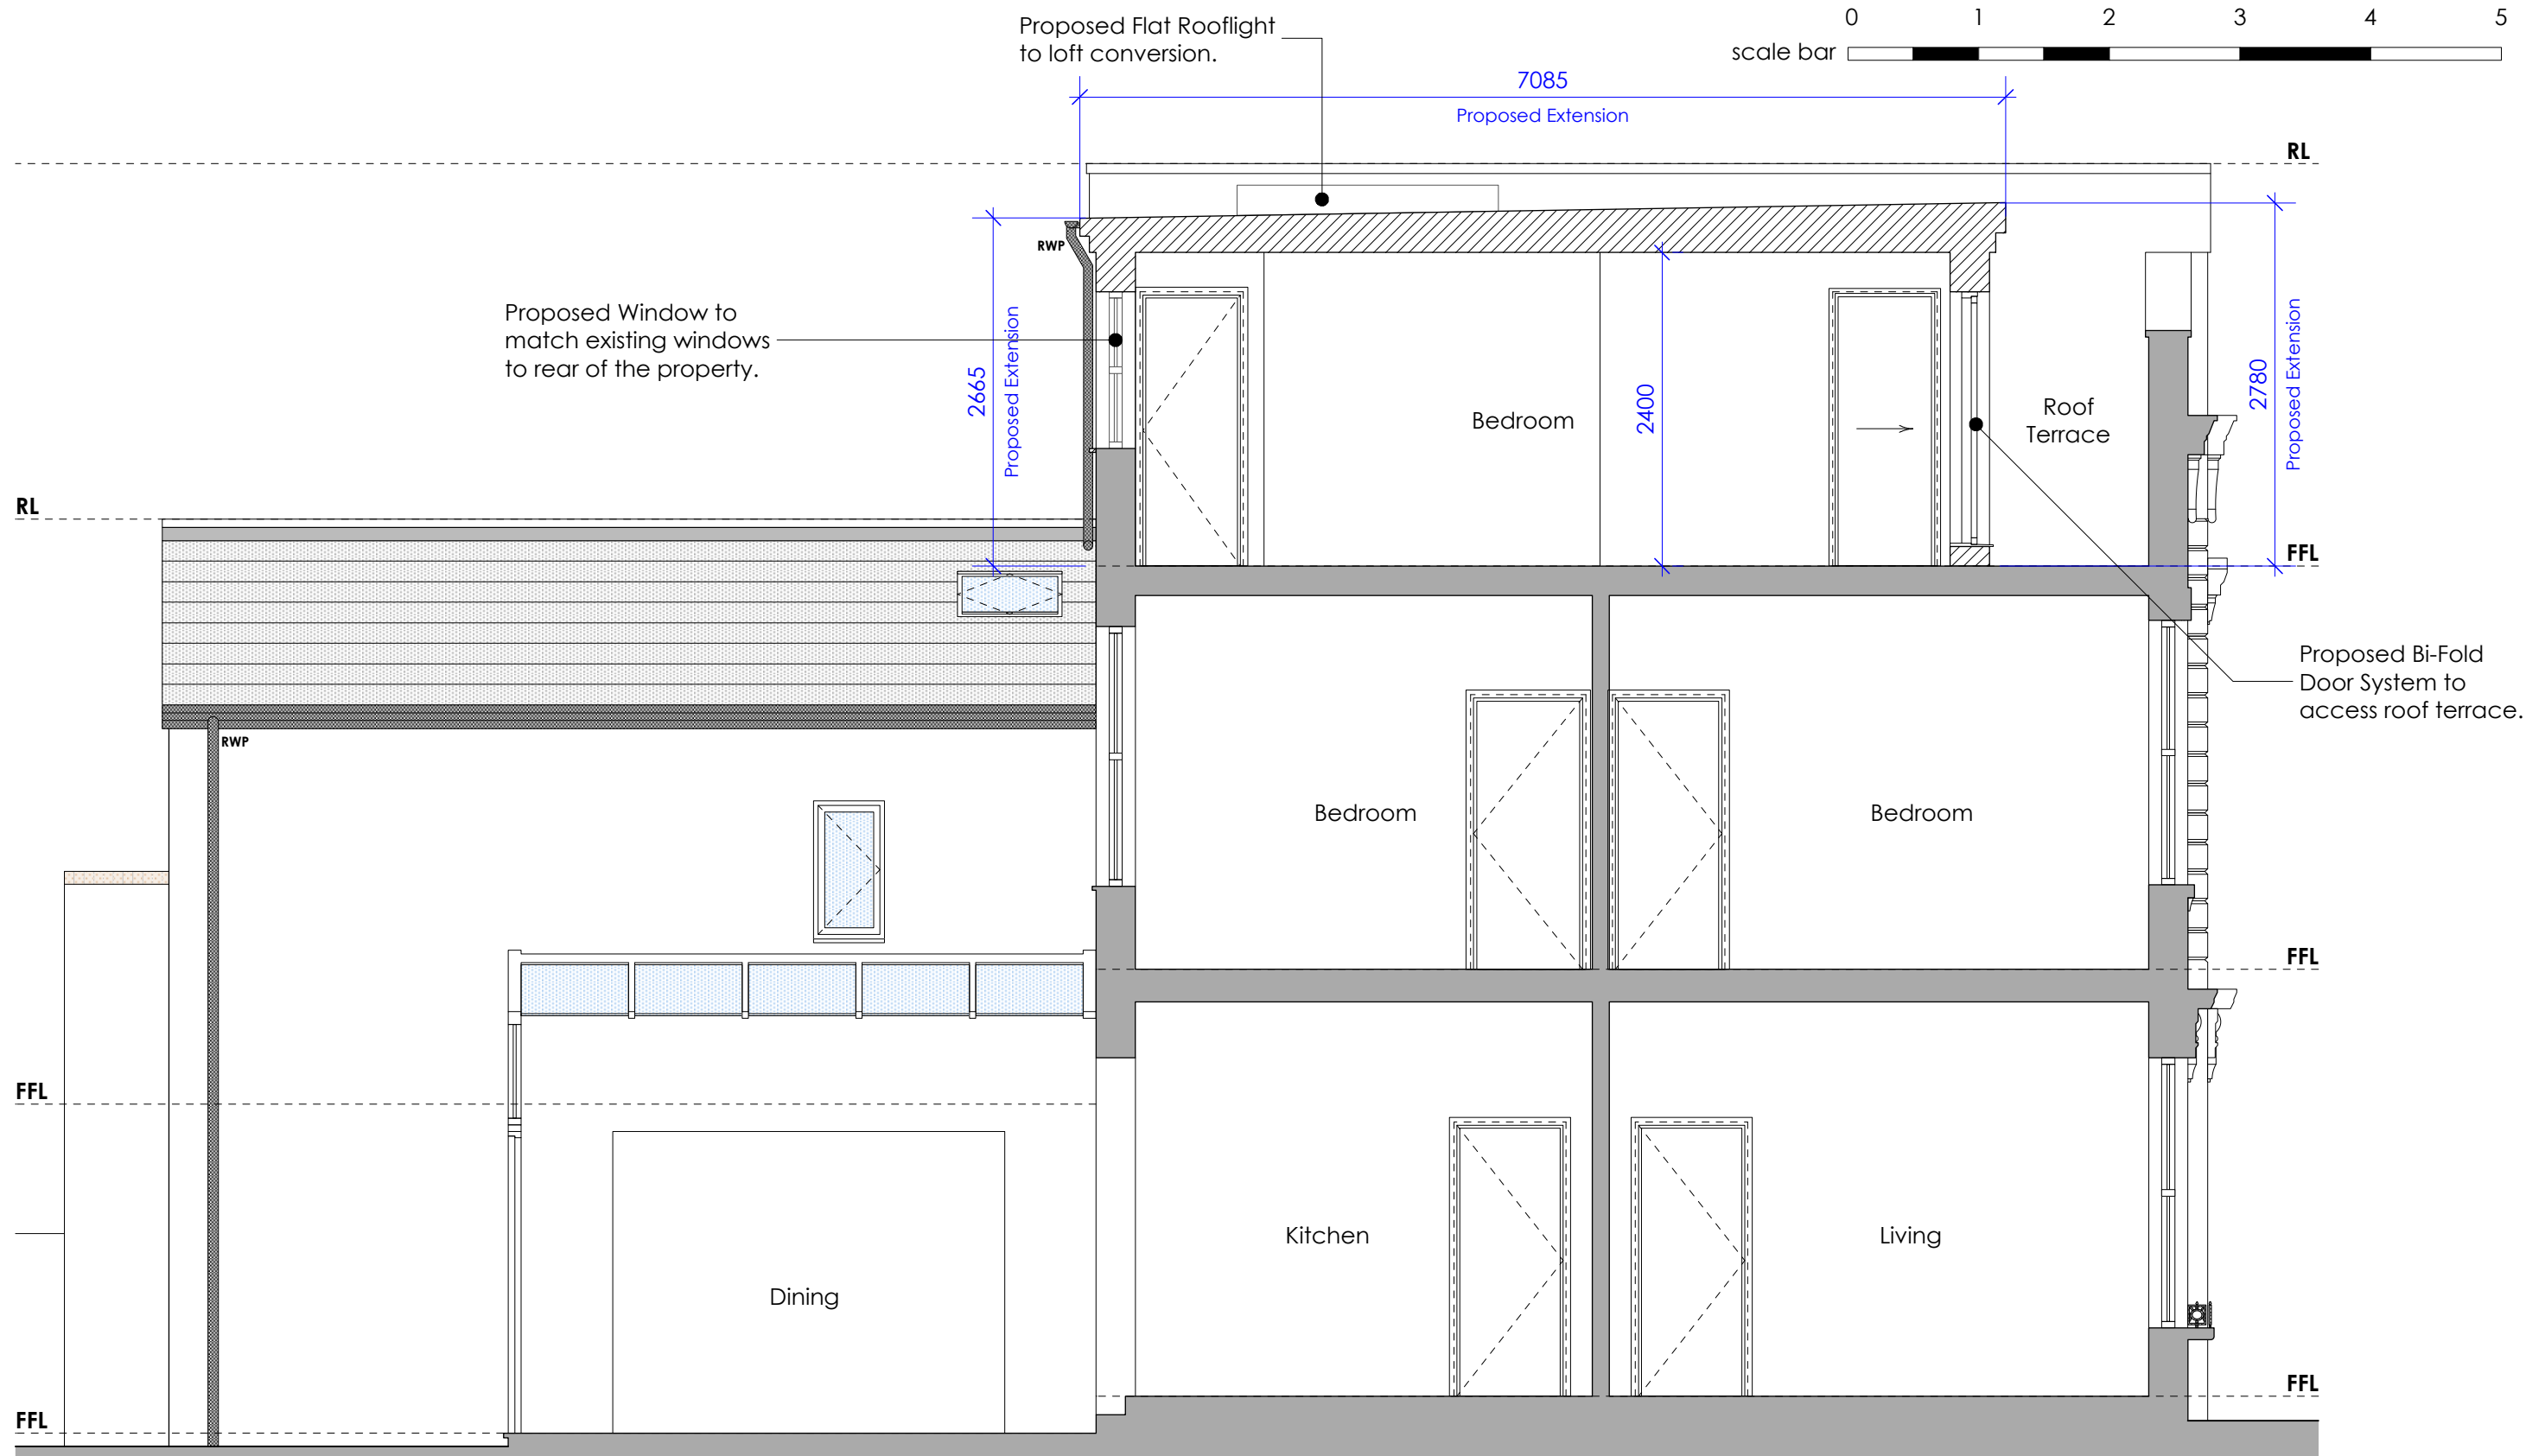 Proposed Flat Rooflight
to loft conversion.
0 1 2 3 4 5
scale bar
7085
Proposed Extension
RL
RWP
Proposed Window to
match existing windows
to rear of the property.
2665
Proposed Extension
Bedroom
2400
Roof
Terrace
2780
Proposed Extension
RL
FFL
Proposed Bi-Fold
Door System to
access roof terrace.
RWP
Bedroom
Bedroom
FFL
FFL
Kitchen
Living
Dining
FFL
FFL